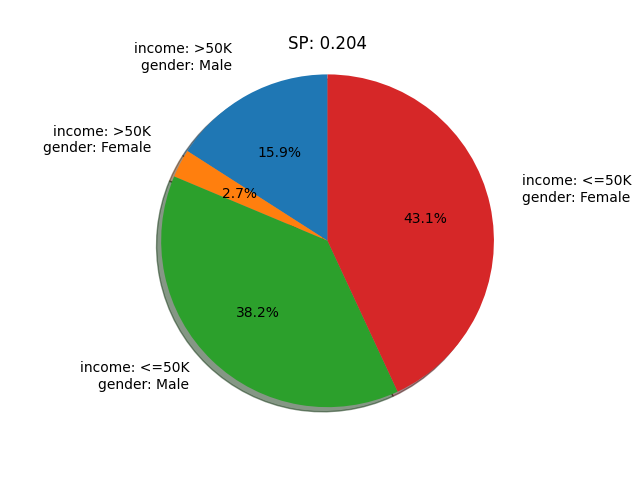 SP: 0.204
income: >50K
gender: Male
15.9%
income: >50K
gender: Female
2.7%
income: <=50K
gender: Female
43.1%
38.2%
income: <=50K
gender: Male